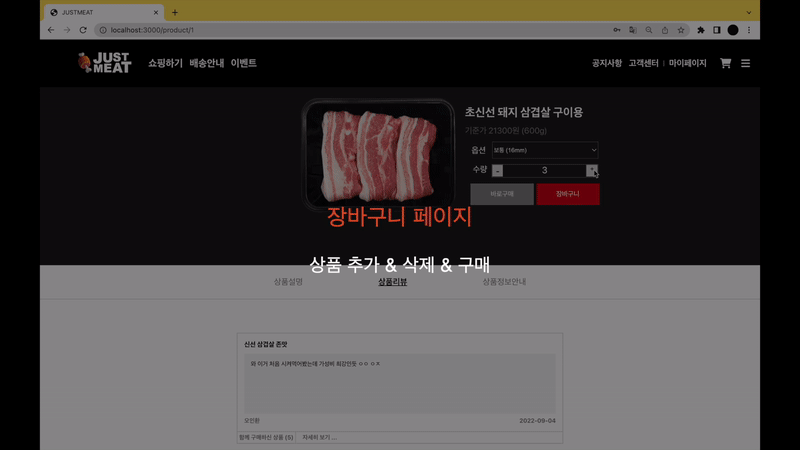 JUSTMEAT
localhost:3000/product/1
JUST
MEAT
쇼핑하기 배송안내 이벤트
공지사항 고객센터 | 마이페이지
초신선 돼지 삼겹살 구이용
기준가 21300원 (600g)
옵션 보통 (16mm)
수량 - 3 +
바로구매 장바구니
장바구니 페이지
상품 추가 & 삭제 & 구매
상품설명 상품리뷰 상품정보안내
신선 삼겹살 존맛
와 이거 처음 시켜먹어봤는데 가성비 최강인듯 ㅇㅇ ㅇㅈ
2022-09-04
함께 구매하신 상품 (5) 자세히 보기 ...